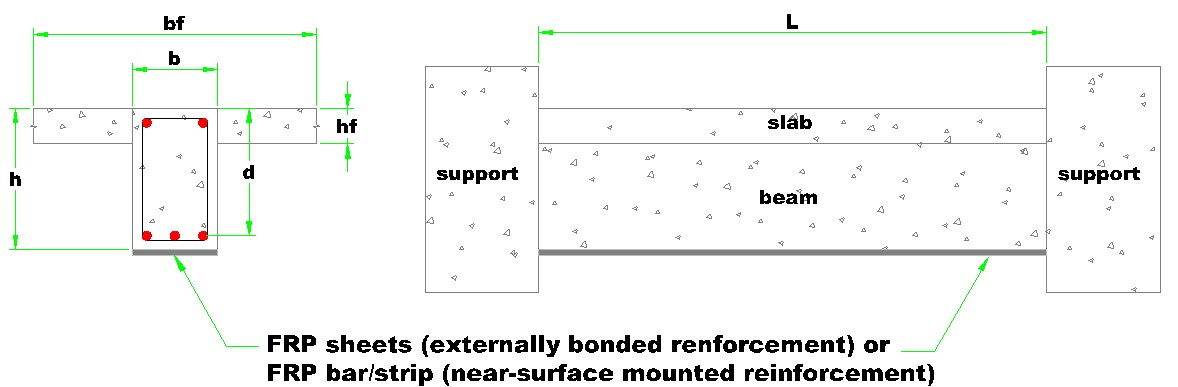 bf
b
hf
h
d
L
slab
support
beam
support
FRP sheets (externally bonded renforcement) or
FRP bar/strip (near-surface mounted reinforcement)